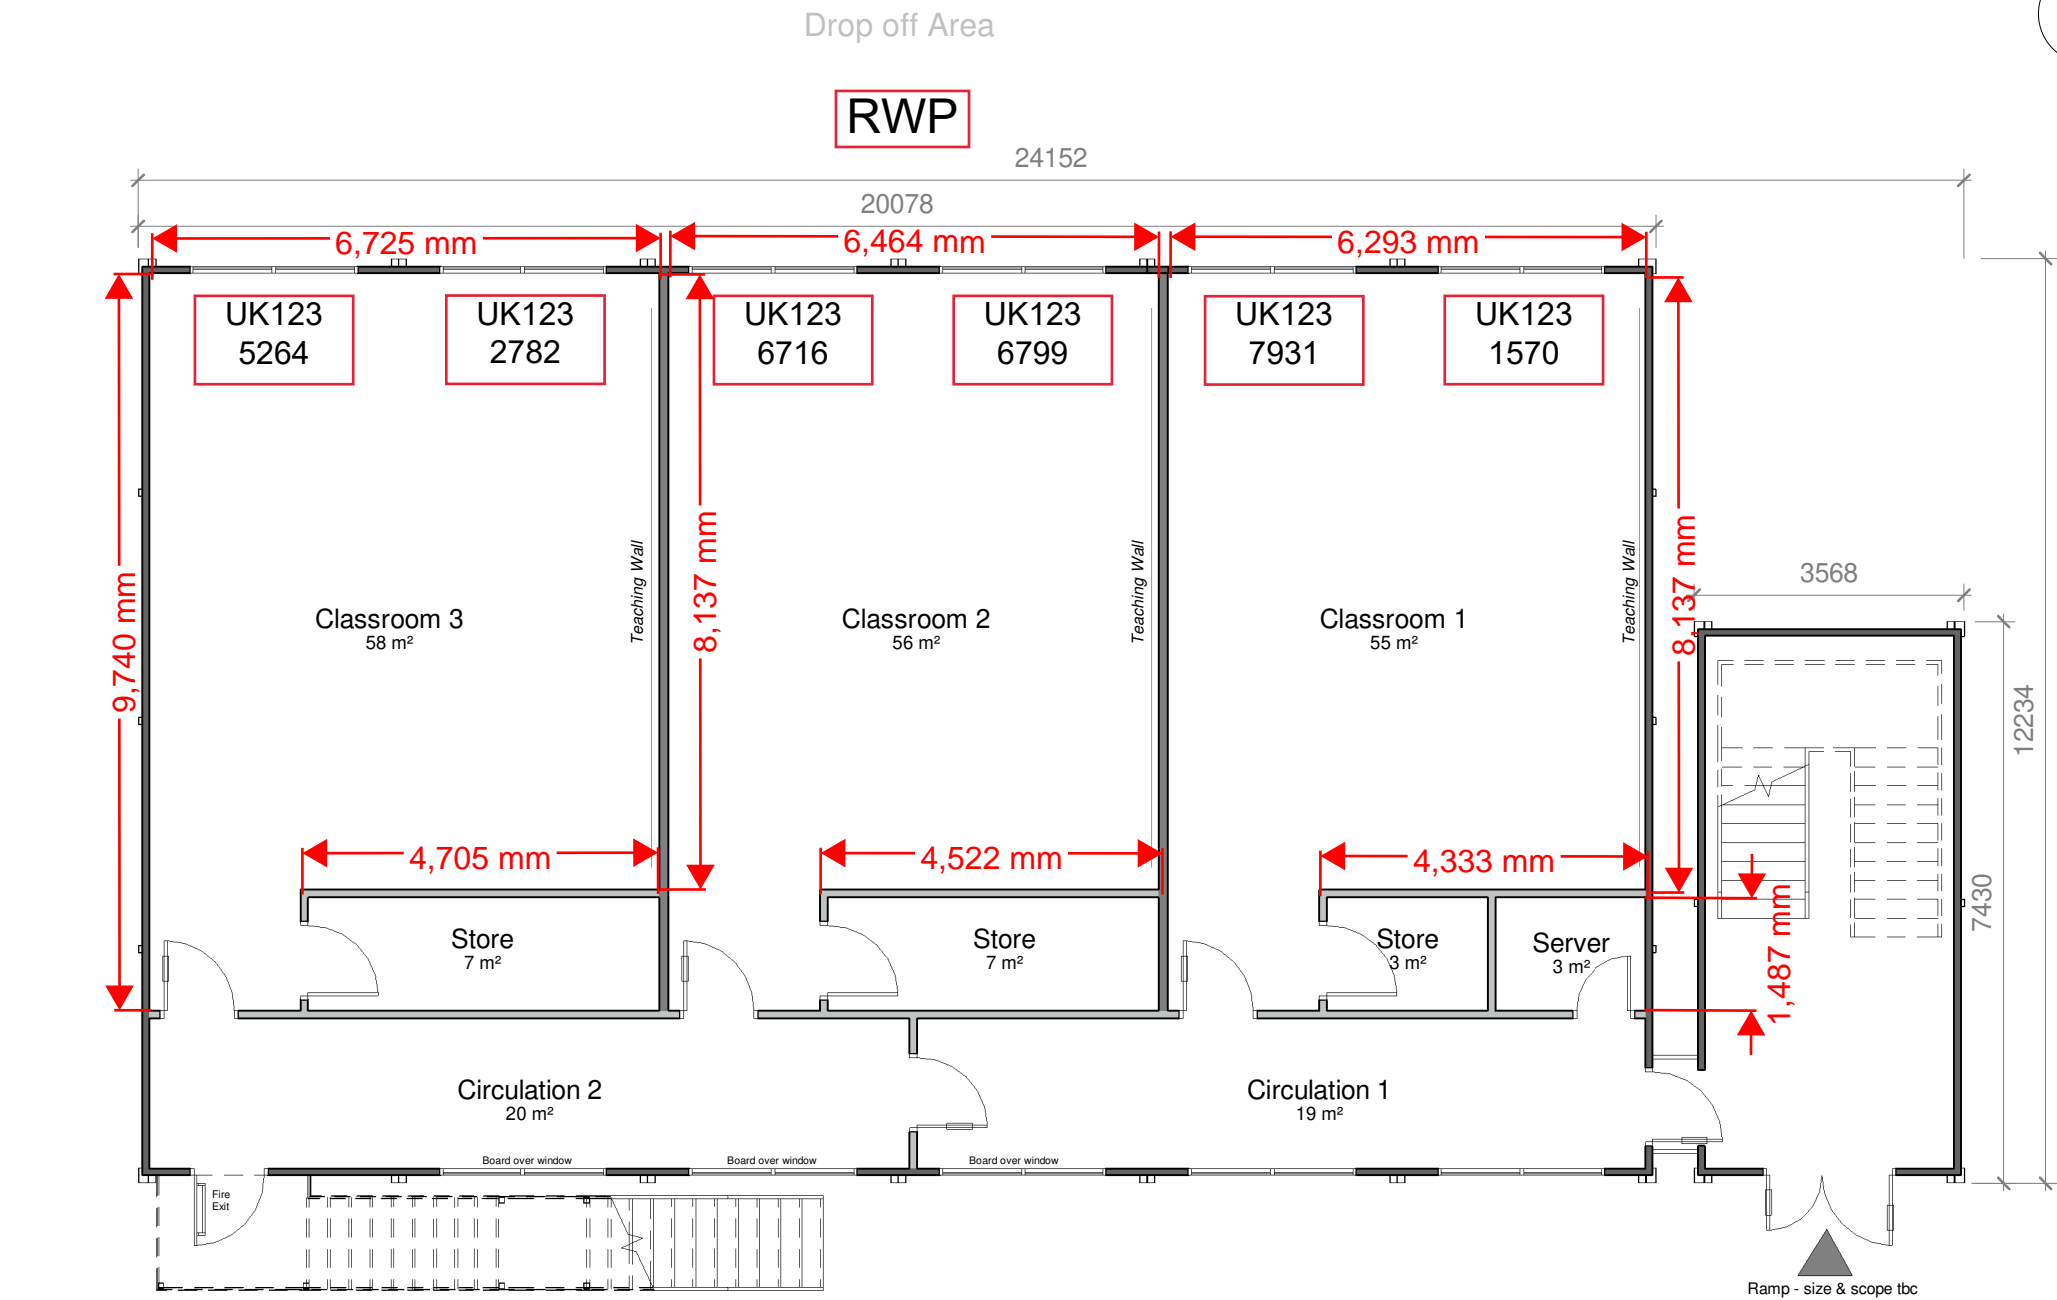 Drop off Area
RWP
24152
20078
6,725 mm
6,464 mm
6,293 mm
UK123
5264
UK123
2782
UK123
6716
UK123
6799
UK123
7931
UK123
1570
9,740 mm
Teaching Wall
8,137 mm
Teaching Wall
Teaching Wall
8,137 mm
3568
Classroom 3
58 m²
Classroom 2
56 m²
Classroom 1
55 m²
12234
7430
4,705 mm
4,522 mm
4,333 mm
1,487 mm
Store
7 m²
Store
7 m²
Store
3 m²
Server
3 m²
Circulation 2
20 m²
Circulation 1
19 m²
Board over window
Board over window
Board over window
Fire
Exit
Ramp - size & scope tbc